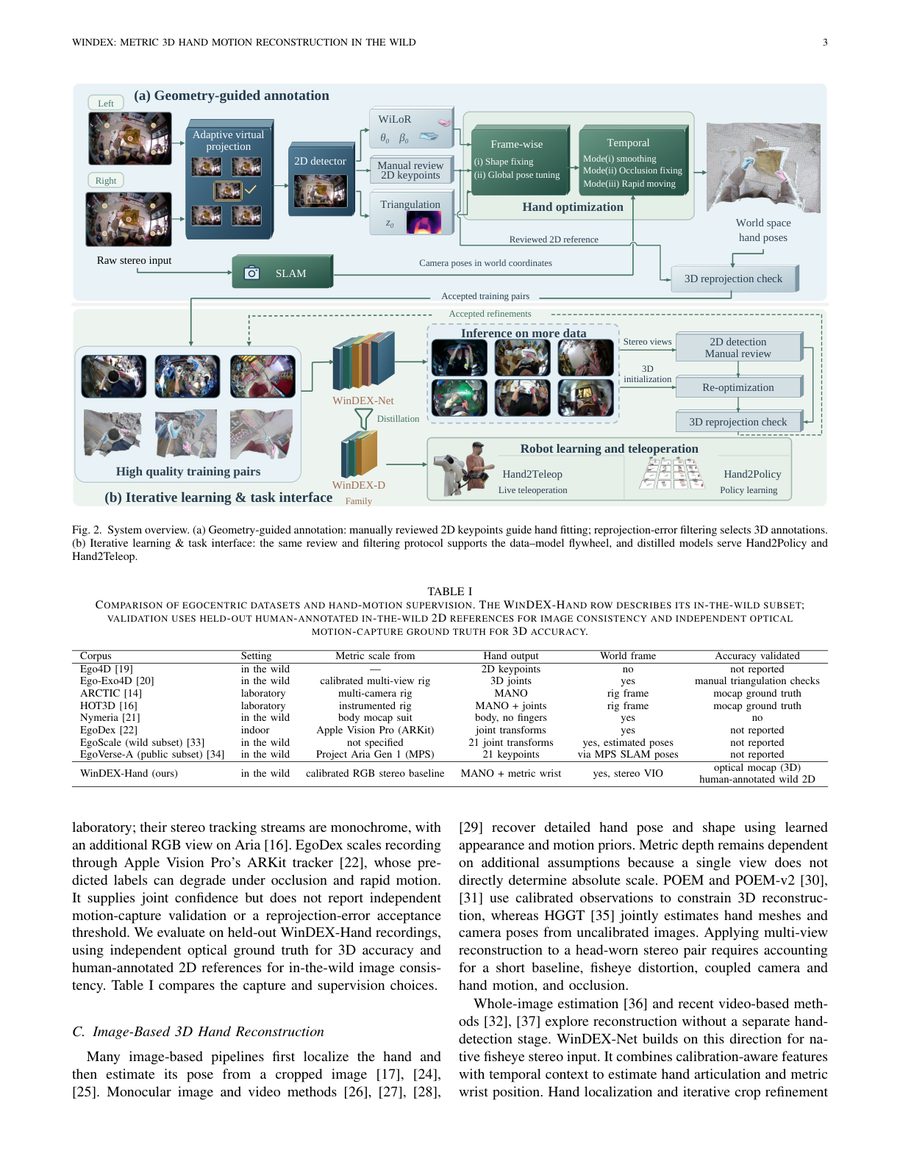 WINDEX: METRIC 3D HAND MOTION RECONSTRUCTION IN THE WILD
3
(a) Geometry-guided annotation
Left
Right
Raw stereo input
Adaptive virtual
projection
2D detector
WiLoR
θ0 β0
Manual review
2D keypoints
Triangulation
z0
Frame-wise
(i) Shape fixing
(ii) Global pose tuning
Temporal
Mode(i) smoothing
Mode(ii) Occlusion fixing
Mode(iii) Rapid moving
Hand optimization
World space
hand poses
Reviewed 2D reference
SLAM
Camera poses in world coordinates
3D reprojection check
Accepted training pairs
Accepted refinements
High quality training pairs
WinDEX-Net
Distillation
WinDEX-D
Family
Inference on more data
Stereo views
3D
initialization
2D detection
Manual review
Re-optimization
3D reprojection check
Robot learning and teleoperation
Hand2Teleop
Live teleoperation
Hand2Policy
Policy learning
(b) Iterative learning & task interface
Fig. 2. System overview. (a) Geometry-guided annotation: manually reviewed 2D keypoints guide hand fitting; reprojection-error filtering selects 3D annotations.
(b) Iterative learning & task interface: the same review and filtering protocol supports the data–model flywheel, and distilled models serve Hand2Policy and
Hand2Teleop.
TABLE I
COMPARISON OF EGOCENTRIC DATASETS AND HAND-MOTION SUPERVISION. THE WINDEX-HAND ROW DESCRIBES ITS IN-THE-WILD SUBSET;
VALIDATION USES HELD-OUT HUMAN-ANNOTATED IN-THE-WILD 2D REFERENCES FOR IMAGE CONSISTENCY AND INDEPENDENT OPTICAL
MOTION-CAPTURE GROUND TRUTH FOR 3D ACCURACY.
Corpus Setting Metric scale from Hand output World frame Accuracy validated
Ego4D [19] in the wild — 2D keypoints no not reported
Ego-Exo4D [20] in the wild calibrated multi-view rig 3D joints yes manual triangulation checks
ARCTIC [14] laboratory multi-camera rig MANO rig frame mocap ground truth
HOT3D [16] laboratory instrumented rig MANO + joints rig frame mocap ground truth
Nymeria [21] in the wild body mocap suit body, no fingers yes no
EgoDex [22] indoor Apple Vision Pro (ARKit) joint transforms yes not reported
EgoScale (wild subset) [33] in the wild not specified 21 joint transforms yes, estimated poses not reported
EgoVerse-A (public subset) [34] in the wild Project Aria Gen 1 (MPS) 21 keypoints via MPS SLAM poses not reported
WinDEX-Hand (ours) in the wild calibrated RGB stereo baseline MANO + metric wrist yes, stereo VIO optical mocap (3D)
human-annotated wild 2D
laboratory; their stereo tracking streams are monochrome, with
an additional RGB view on Aria [16]. EgoDex scales recording
through Apple Vision Pro's ARKit tracker [22], whose pre-
dicted labels can degrade under occlusion and rapid motion.
It supplies joint confidence but does not report independent
motion-capture validation or a reprojection-error acceptance
threshold. We evaluate on held-out WinDEX-Hand recordings,
using independent optical ground truth for 3D accuracy and
human-annotated 2D references for in-the-wild image consis-
tency. Table I compares the capture and supervision choices.
C. Image-Based 3D Hand Reconstruction
Many image-based pipelines first localize the hand and
then estimate its pose from a cropped image [17], [24],
[25]. Monocular image and video methods [26], [27], [28],
[29] recover detailed hand pose and shape using learned
appearance and motion priors. Metric depth remains dependent
on additional assumptions because a single view does not
directly determine absolute scale. POEM and POEM-v2 [30],
[31] use calibrated observations to constrain 3D reconstruc-
tion, whereas HGGT [35] jointly estimates hand meshes and
camera poses from uncalibrated images. Applying multi-view
reconstruction to a head-worn stereo pair requires accounting
for a short baseline, fisheye distortion, coupled camera and
hand motion, and occlusion.
Whole-image estimation [36] and recent video-based meth-
ods [32], [37] explore reconstruction without a separate hand-
detection stage. WinDEX-Net builds on this direction for na-
tive fisheye stereo input. It combines calibration-aware features
with temporal context to estimate hand articulation and metric
wrist position. Hand localization and iterative crop refinement